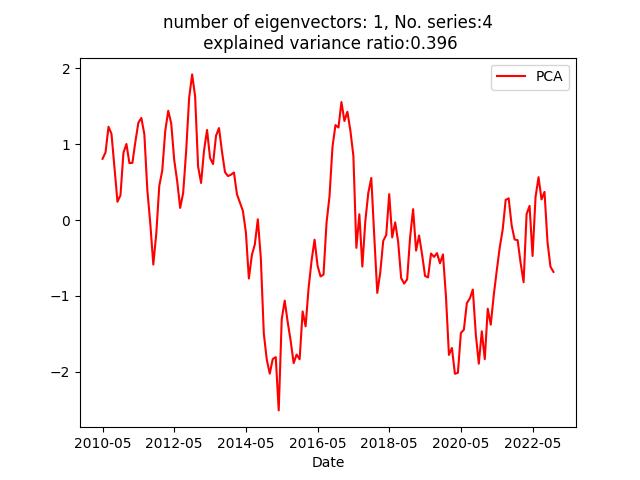 number of eigenvectors: 1, No. series:4
explained variance ratio:0.396
PCA
2
1
0
−1
−2
2010-05 2012-05 2014-05 2016-05 2018-05 2020-05 2022-05
Date